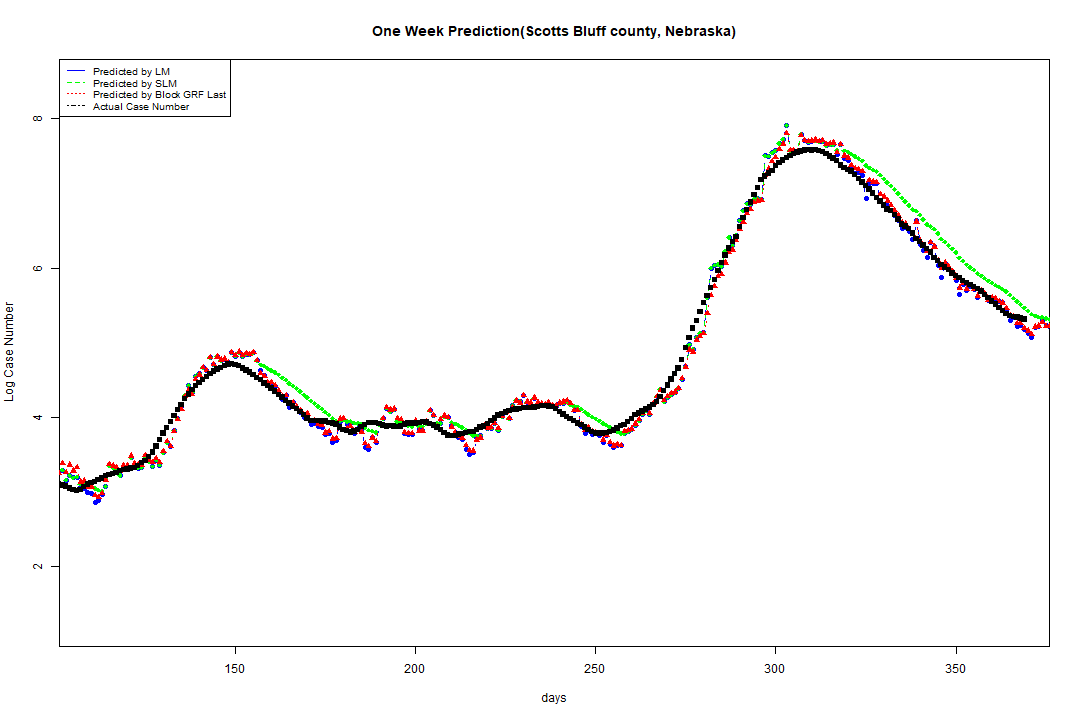 One Week Prediction(Scotts Bluff county, Nebraska)
Predicted by LM
Predicted by SLM
Predicted by Block GRF Last
Actual Case Number
8
6
4
2
Log Case Number
150 200 250 300 350
days